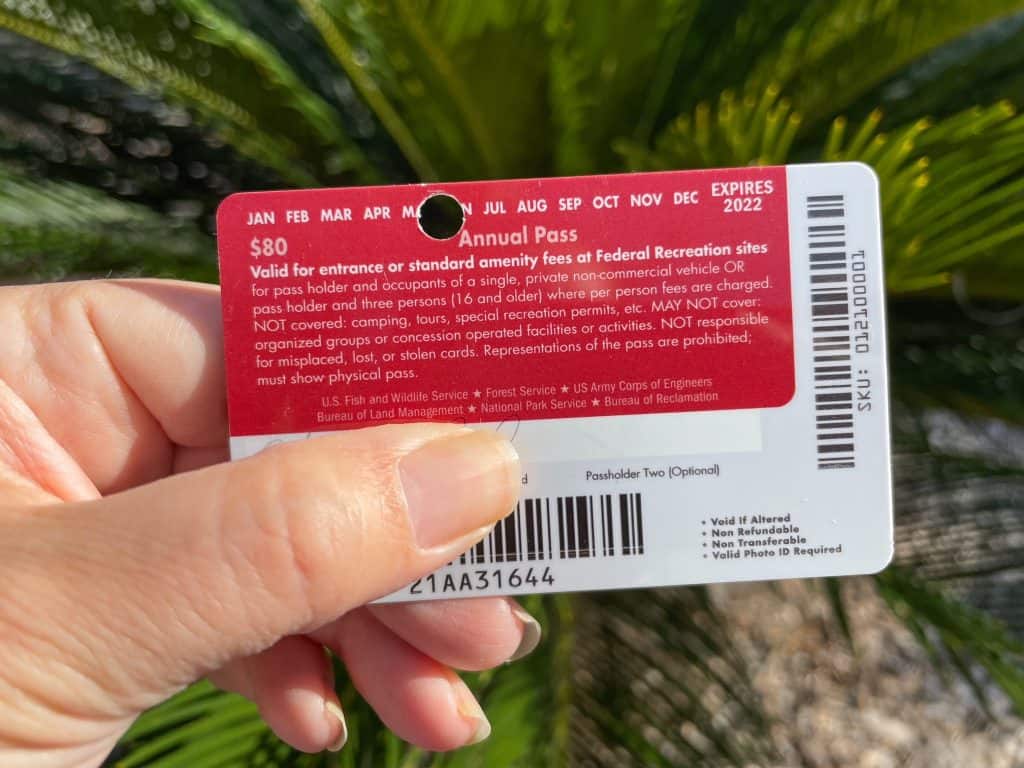 JAN FEB MAR APR JUL AUG SEP OCT NOV DEC EXPIRES 2022
$80 Annual Pass
Valid for entrance or standard amenity fees at Federal Recreation sites
for pass holder and occupants of a single, private non-commercial vehicle OR
pass holder and three persons (16 and older) where per person fees are charged.
NOT covered: camping, tours, special recreation permits, etc. MAY NOT cover:
organized groups or concession operated facilities or activities. NOT responsible
for misplaced, lost, or stolen cards. Representations of the pass are prohibited;
must show physical pass.
U.S. Fish and Wildlife Service ★ Forest Service ★ US Army Corps of Engineers
Bureau of Land Management ★ National Park Service ★ Bureau of Reclamation
Passholder Two (Optional)
21AA31644
• Void If Altered
• Non Refundable
• Non Transferable
• Valid Photo ID Required
SKU: 012100001